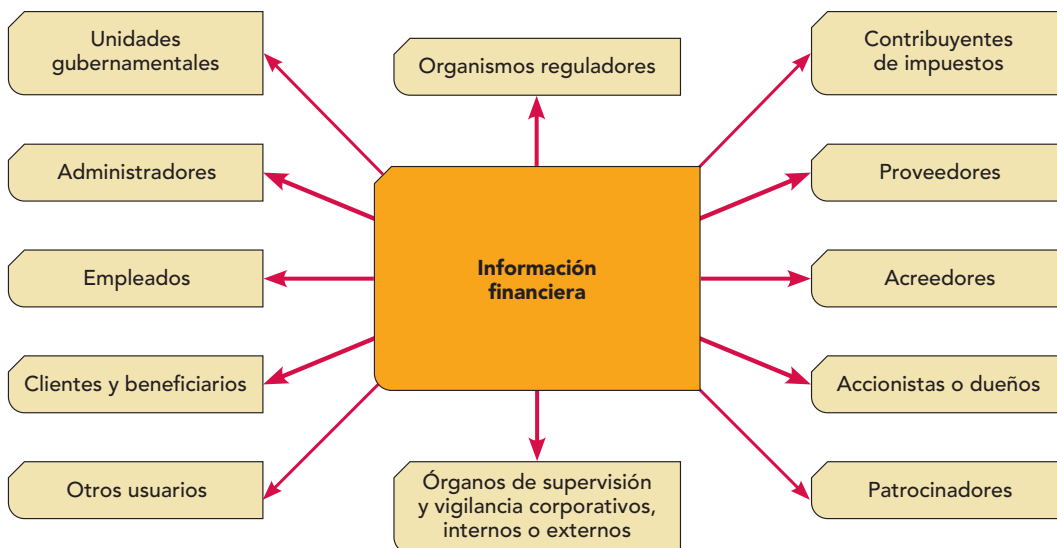 Unidades
gubernamentales
Organismos reguladores
Contribuyentes
de impuestos
Administradores
Proveedores
Información
financiera
Empleados
Acreedores
Clientes y beneficiarios
Accionistas o dueños
Otros usuarios
Órganos de supervisión
y vigilancia corporativos,
internos o externos
Patrocinadores